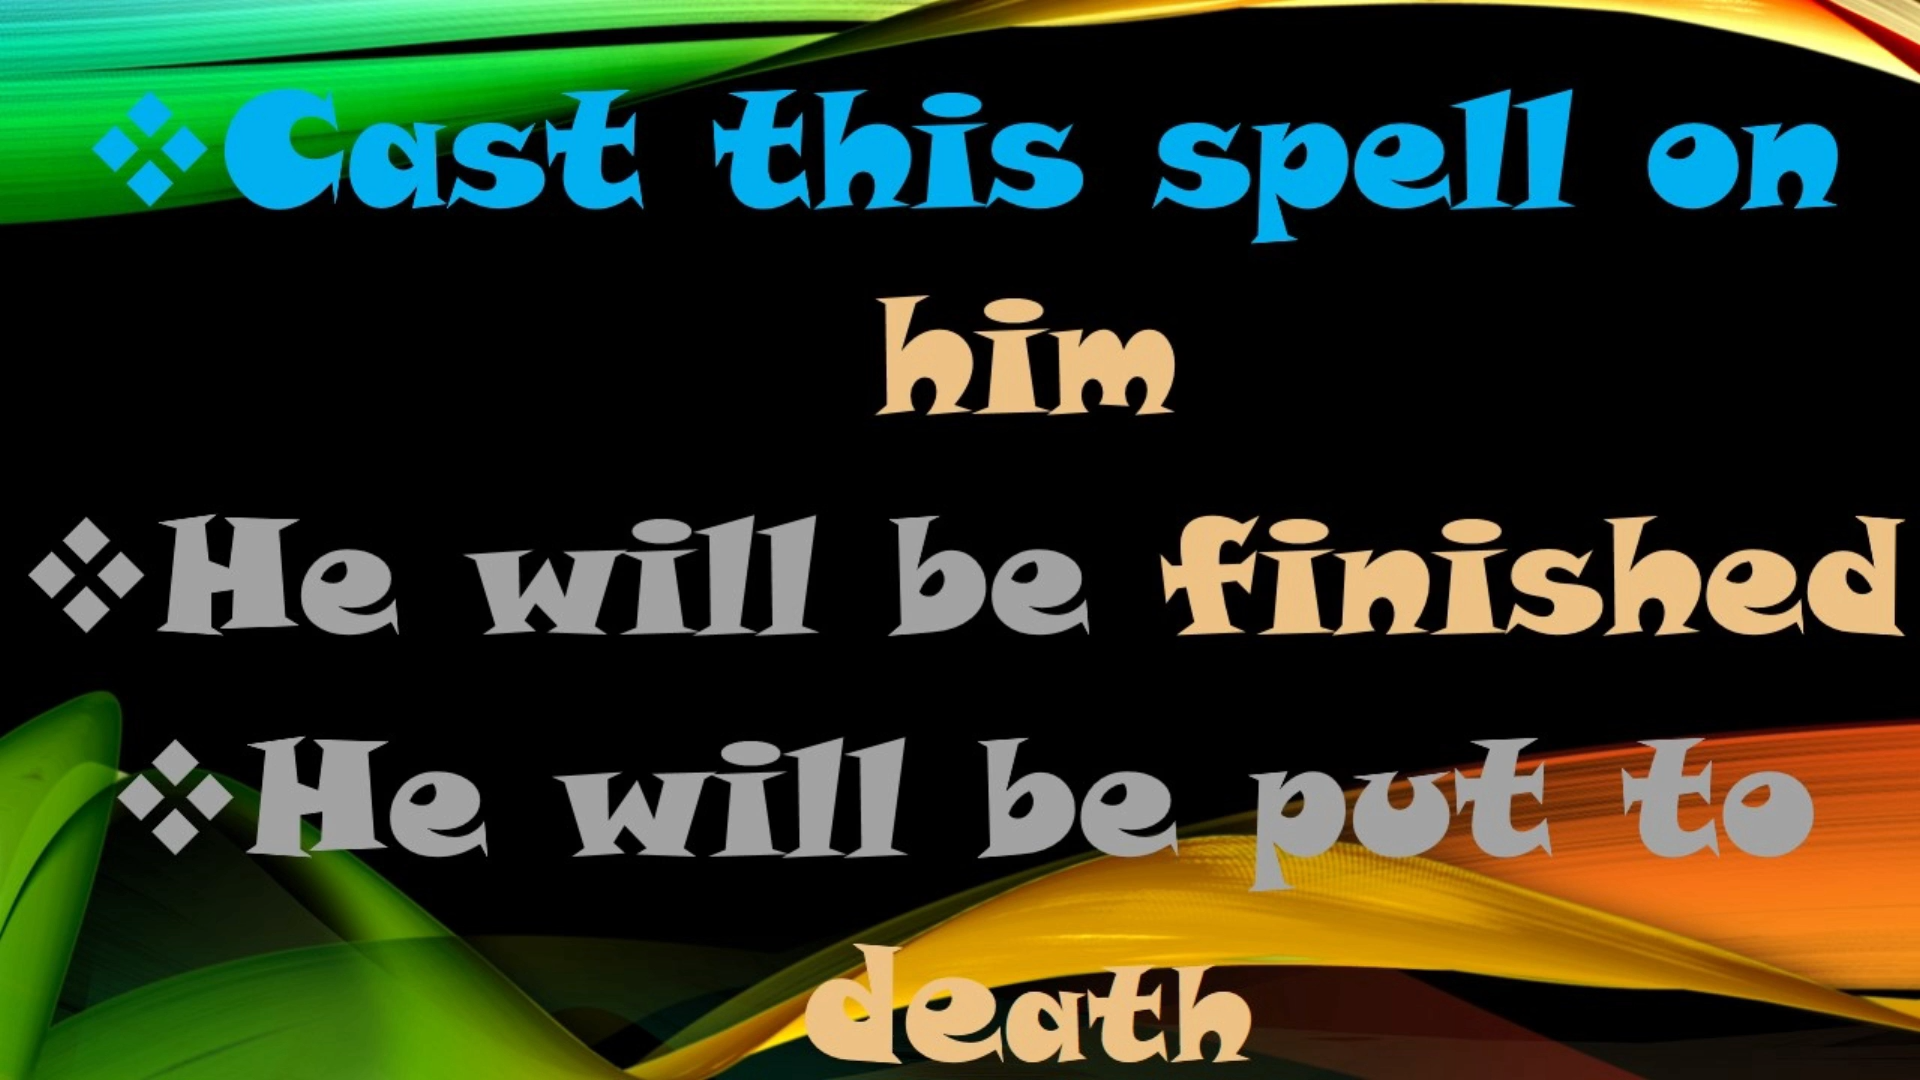 ❖Cast this spell on
him
❖He will be finished
❖He will be put to
death